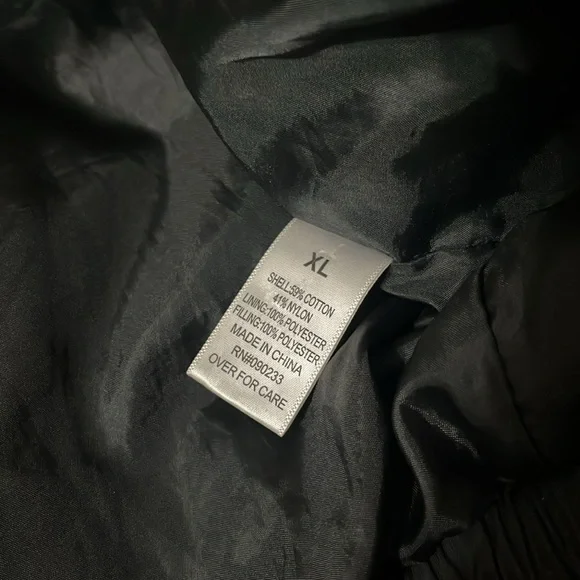 XL
SHELL:59% COTTON
41% NYLON
LINING:100% POLYESTER
FILLING:100% POLYESTER
MADE IN CHINA
RN#090233
OVER FOR CARE